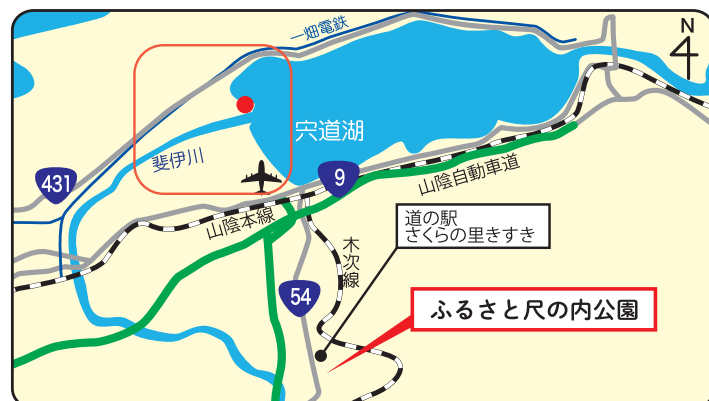 一畑電鉄
N
宍道湖
斐伊川
431
9
山陰自動車道
山陰本線
道の駅
さくらの里きすき
木次線
54
ふるさと尺の内公園